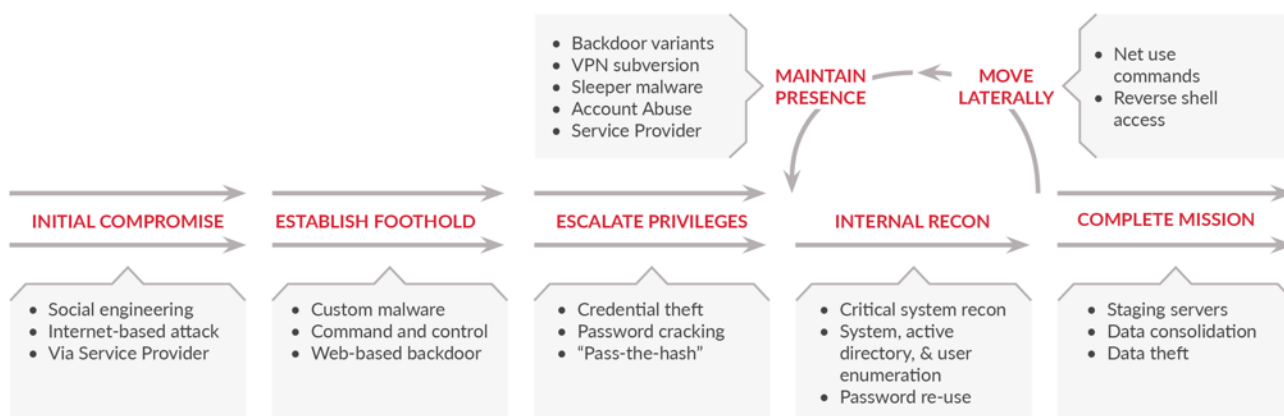 • Backdoor variants
• VPN subversion
• Sleeper malware
• Account Abuse
• Service Provider
MAINTAIN
PRESENCE
MOVE
LATERALLY
• Net use
commands
• Reverse shell
access
INITIAL COMPROMISE
ESTABLISH FOOTHOLD
ESCALATE PRIVILEGES
INTERNAL RECON
COMPLETE MISSION
• Social engineering
• Internet-based attack
• Via Service Provider
• Custom malware
• Command and control
• Web-based backdoor
• Credential theft
• Password cracking
• “Pass-the-hash”
• Critical system recon
• System, active
directory, & user
enumeration
• Password re-use
• Staging servers
• Data consolidation
• Data theft